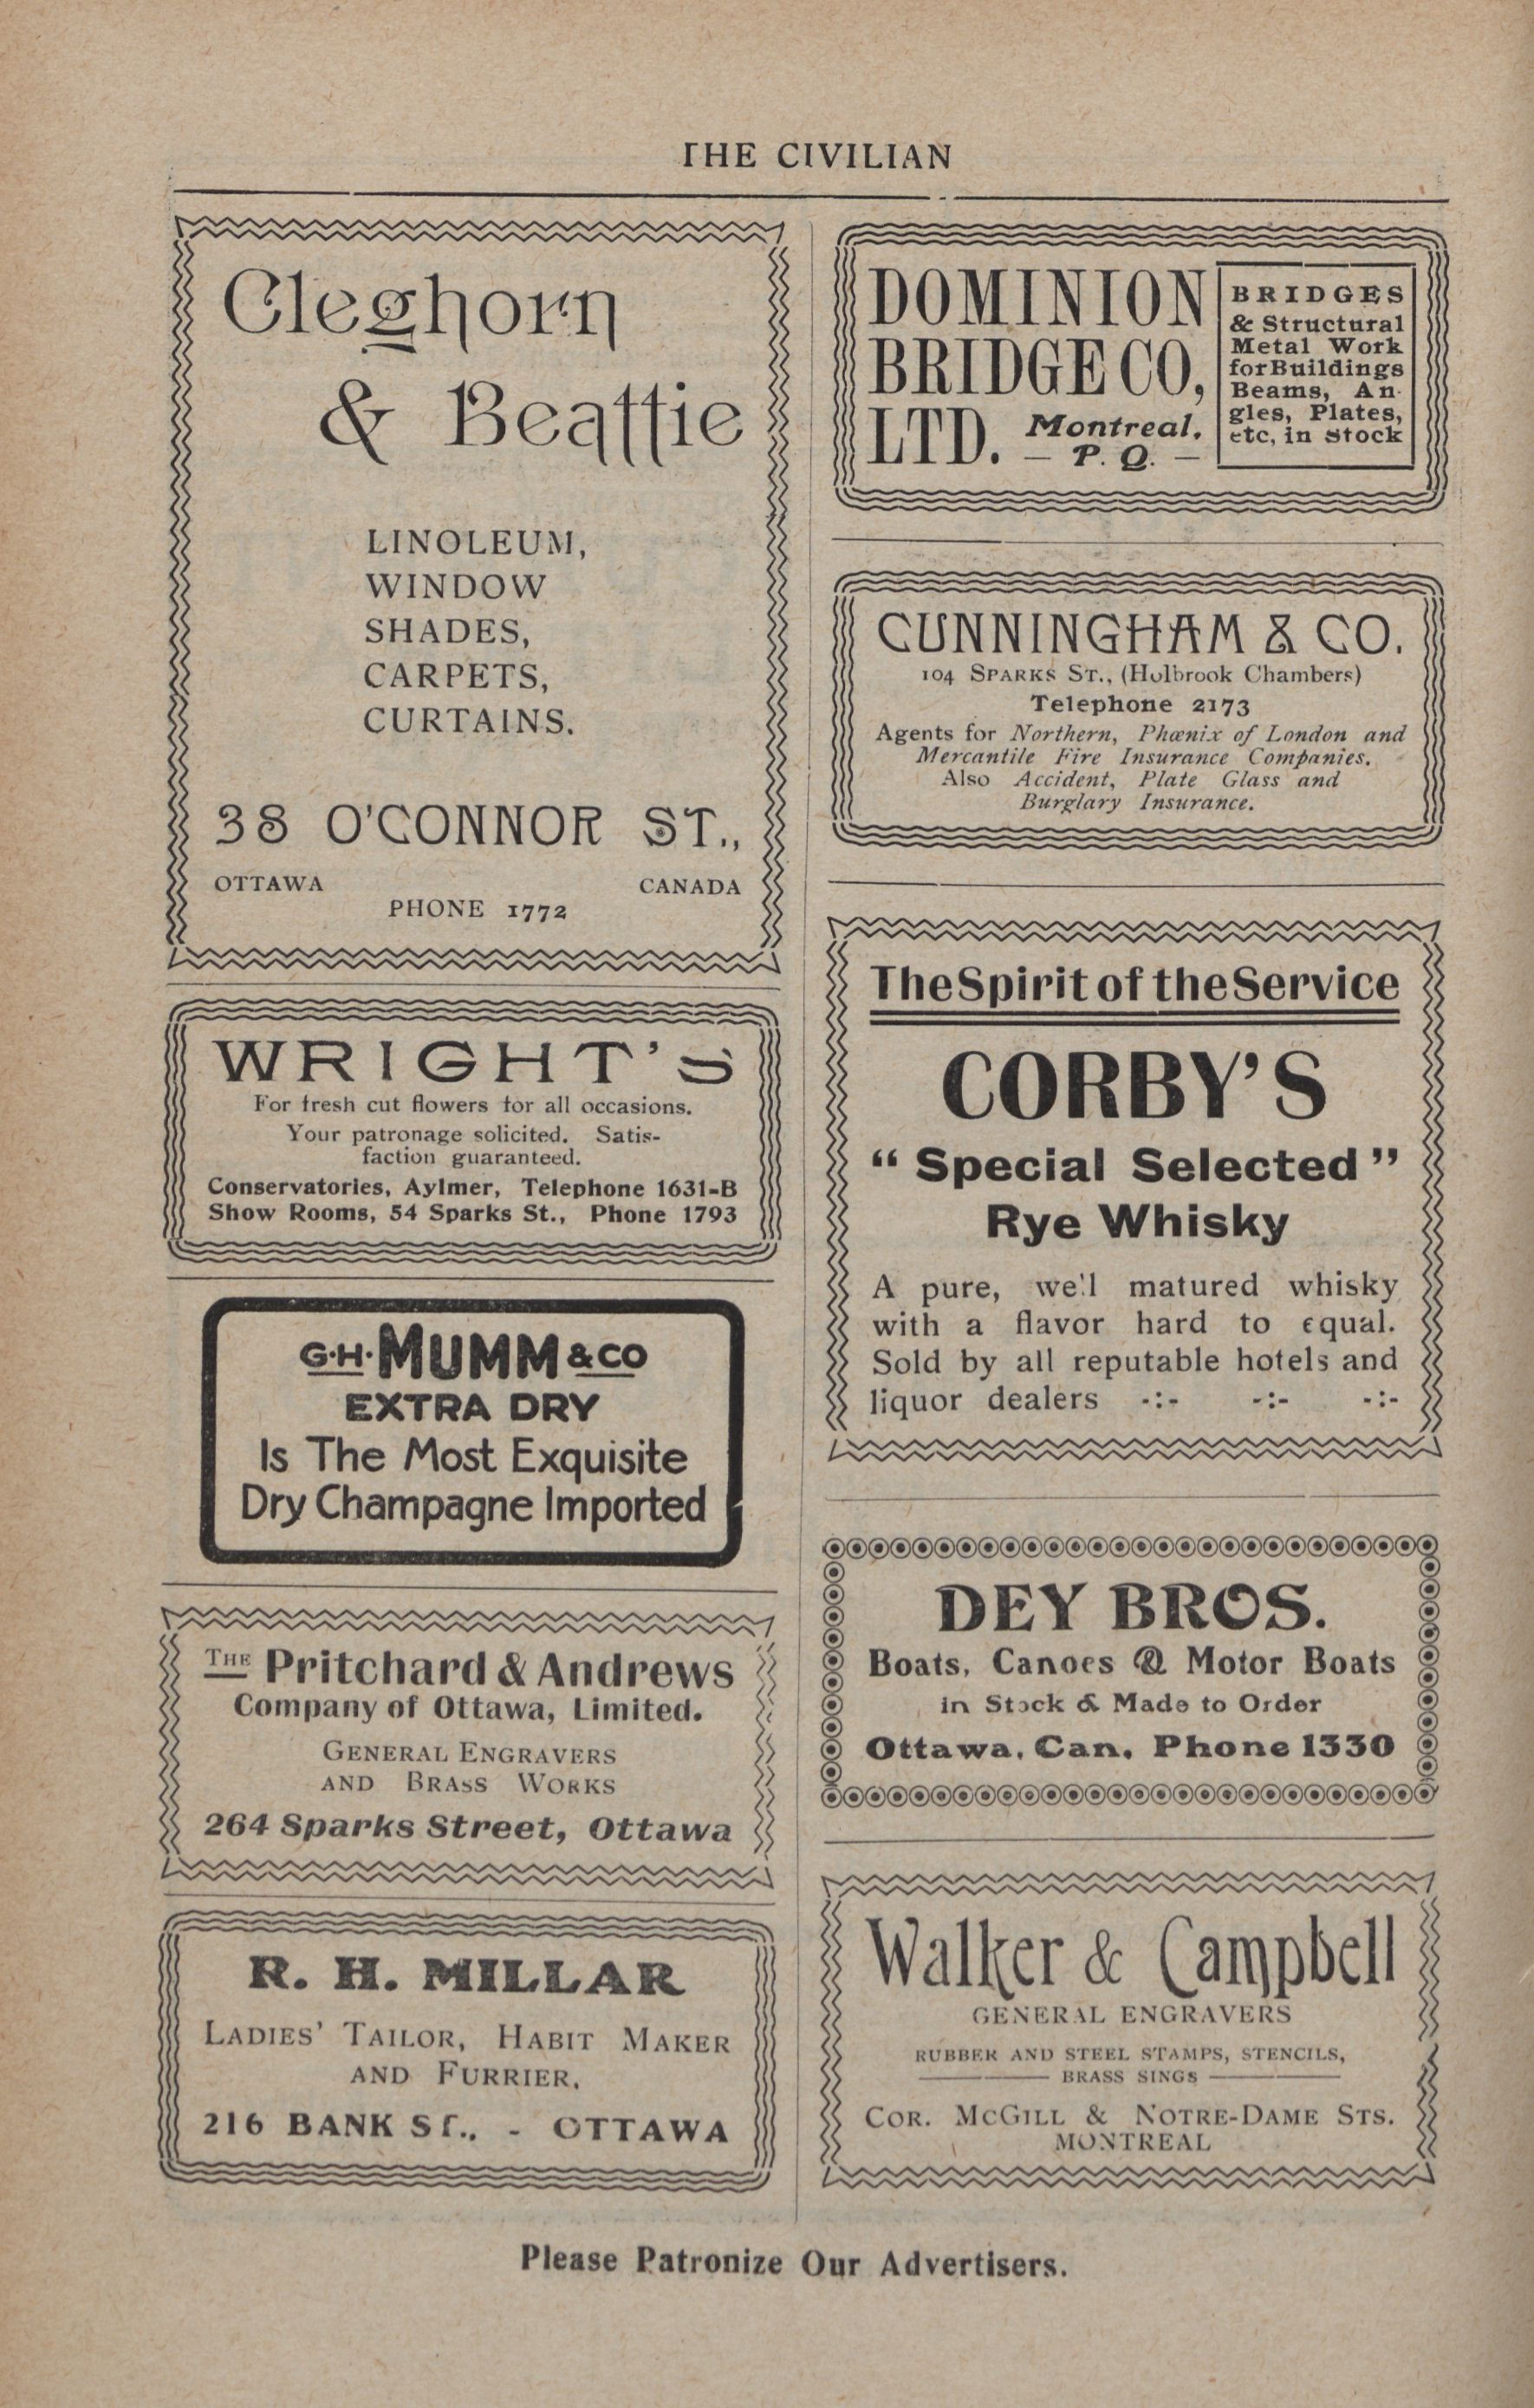 THE CIVILIAN
Cleghorn
& Beattie
LINOLEUM,
WINDOW
SHADES,
CARPETS,
CURTAINS.
38 O'CONNOR ST.,
OTTAWA CANADA
PHONE 1772
WRIGHT'S
For fresh cut flowers for all occasions.
Your patronage solicited. Satis-
faction guaranteed.
Conservatories, Aylmer, Telephone 1631-B
Show Rooms, 54 Sparks St., Phone 1793
G.H. MUMM & CO
EXTRA DRY
Is The Most Exquisite
Dry Champagne Imported
THE Pritchard & Andrews
Company of Ottawa, Limited.
GENERAL ENGRAVERS
AND BRASS WORKS
264 Sparks Street, Ottawa
R. H. MILLAR
LADIES' TAILOR, HABIT MAKER
AND FURRIER.
216 BANK ST., - OTTAWA
DOMINION
BRIDGE CO,
LTD. Montreal.
— P. Q. —
BRIDGES
& Structural
Metal Work
for Buildings
Beams, An-
gles, Plates,
etc, in stock
CUNNINGHAM & CO.
104 SPARKS ST., (Holbrook Chambers)
Telephone 2173
Agents for Northern, Phœnix of London and
Mercantile Fire Insurance Companies.
Also Accident, Plate Glass and
Burglary Insurance.
The Spirit of the Service
CORBY'S
"Special Selected"
Rye Whisky
A pure, well matured whisky
with a flavor hard to equal.
Sold by all reputable hotels and
liquor dealers -:- -:- -:-
DEY BROS.
Boats, Canoes & Motor Boats
in Stock & Made to Order
Ottawa, Can. Phone 1330
Walker & Campbell
GENERAL ENGRAVERS
RUBBER AND STEEL STAMPS, STENCILS,
BRASS SINGS
COR. MCGILL & NOTRE-DAME STS.
MONTREAL
Please Patronize Our Advertisers.